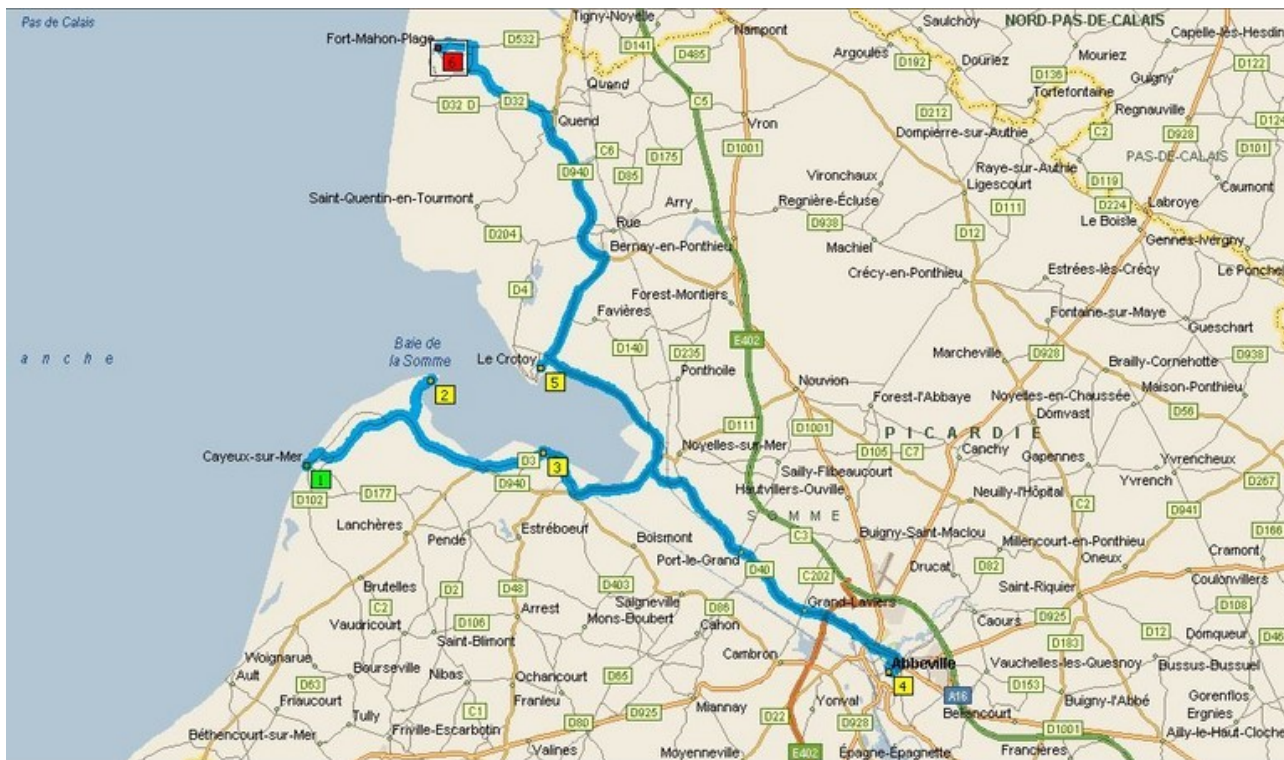 Pas de Calais
Tigny-Noyelle
NORD-PAS-DE-CALAIS
Saulchoy
Capelle-lès-Hesdin
Fort-Mahon-Plage
D532
D141
Nampont
Argoules
Mouriez
D485
D192
Douriez
D122
6
D136
Guigny
Quend
Tortefontaine
D32 D
D32
C5
Regnauville
D212
Quend
Vron
Dompierre-sur-Authie
C2
D928
D124
C6
D175
D1001
PAS-DE-CALAIS
D101
D940
D85
Vironchaux
Raye-sur-Authie
D119
Caumont
Saint-Quentin-en-Tourmont
Ligescourt
Arry
Regnière-Écluse
D111
D224
Labroye
Rue
D938
Le Boisle
D204
D12
Gennes-Ivergny
Bernay-en-Ponthieu
Machiel
Le Ponchel
Crécy-en-Ponthieu
Estrées-lès-Crécy
D4
Forest-Montiers
Favières
Fontaine-sur-Maye
Gueschart
Baie de
la Somme
E402
a n c h e
Le Crotoy
D140
D235
Marcheville
D928
D938
Ponthoile
Brailly-Cornehotte
5
2
Nouvion
Maison-Ponthieu
Forest-l'Abbaye
Noyelles-en-Chaussée
Domvast
D56
D111
D1001
P I C A R D I E
Noyelles-sur-Mer
Cayeux-sur-Mer
D3
3
D105
C7
Canchy
Gapennes
Yvrencheux
Sailly-Flibeaucourt
1
D940
Yvrench
D267
D102
D177
Hautvillers-Ouville
Neuilly-l'Hôpital
C2
D941
Lanchères
Estréboeuf
S O M M E
Pendé
Boismont
C3
Buigny-Saint-Maclou
Millencourt-en-Ponthieu
D166
Port-le-Grand
Oneux
Cramont
D40
C202
Drucat
D82
Brutelles
D2
D48
D403
Saint-Riquier
Coulonvilles
C2
Saigneville
Grand-Laviers
Arrest
D86
D108
Vaudricourt
D106
Mons-Boubert
Cahon
Caours
D925
Saint-Blimont
D12
Domqueur
D183
D46
Woignarue
Cambron
Abbeville
Vauchelles-les-Quesnoy
Bussus-Bussuel
Ault
Bourseville
Nibas
Ochancourt
D65
4
D153
D63
Yonval
A16
Buigny-l'Abbé
Gorenflos
Friaucourt
Franleu
Miannay
C1
D925
D22
D928
Bellancourt
Ergnies
Tully
D80
Béthencourt-sur-Mer
Friville-Escarbotin
D1001
Ailly-le-Haut-Clocher
Valines
Moyenneville
E402
Épagne-Épagnette
Francières